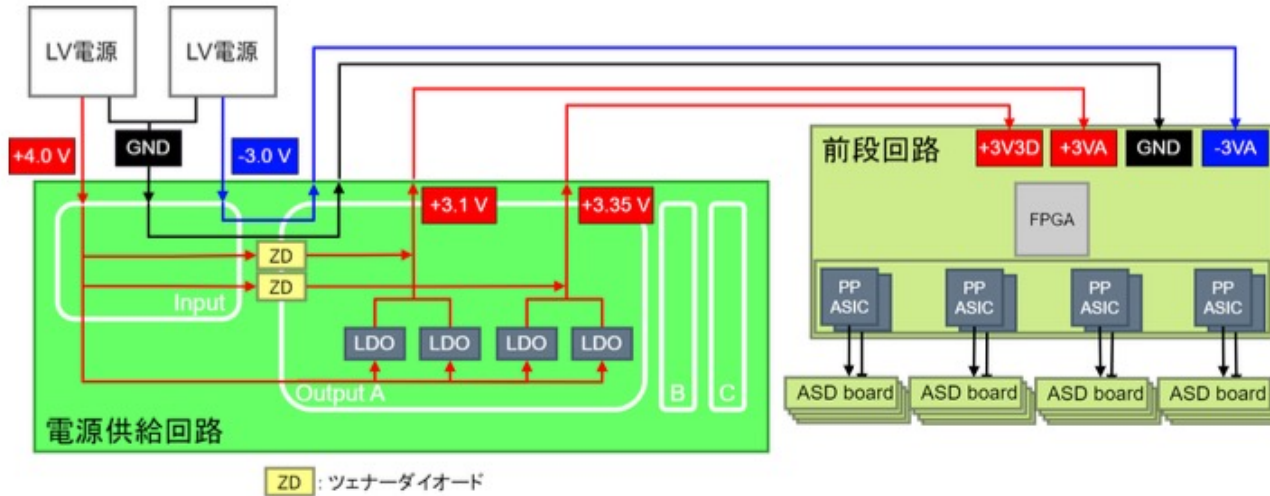 LV電源
LV電源
+4.0 V
GND
-3.0 V
+3.1 V
+3.35 V
ZD
ZD
Input
LDO
LDO
LDO
LDO
Output A
B
C
電源供給回路
ZD : ツェナーダイオード
前段回路
+3V3D
+3VA
GND
-3VA
FPGA
PP
ASIC
PP
ASIC
PP
ASIC
PP
ASIC
ASD board
ASD board
ASD board
ASD board